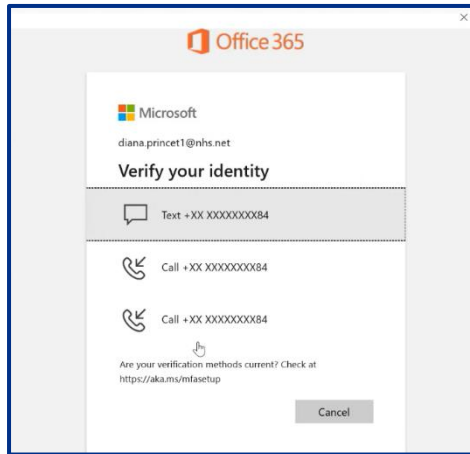 Office 365
Microsoft
diana.princet1@nhs.net
Verify your identity
Text +XX XXXXXXXX84
Call +XX XXXXXXXX84
Call +XX XXXXXXXX84
Are your verification methods current? Check at
https://aka.ms/mfasetup
Cancel